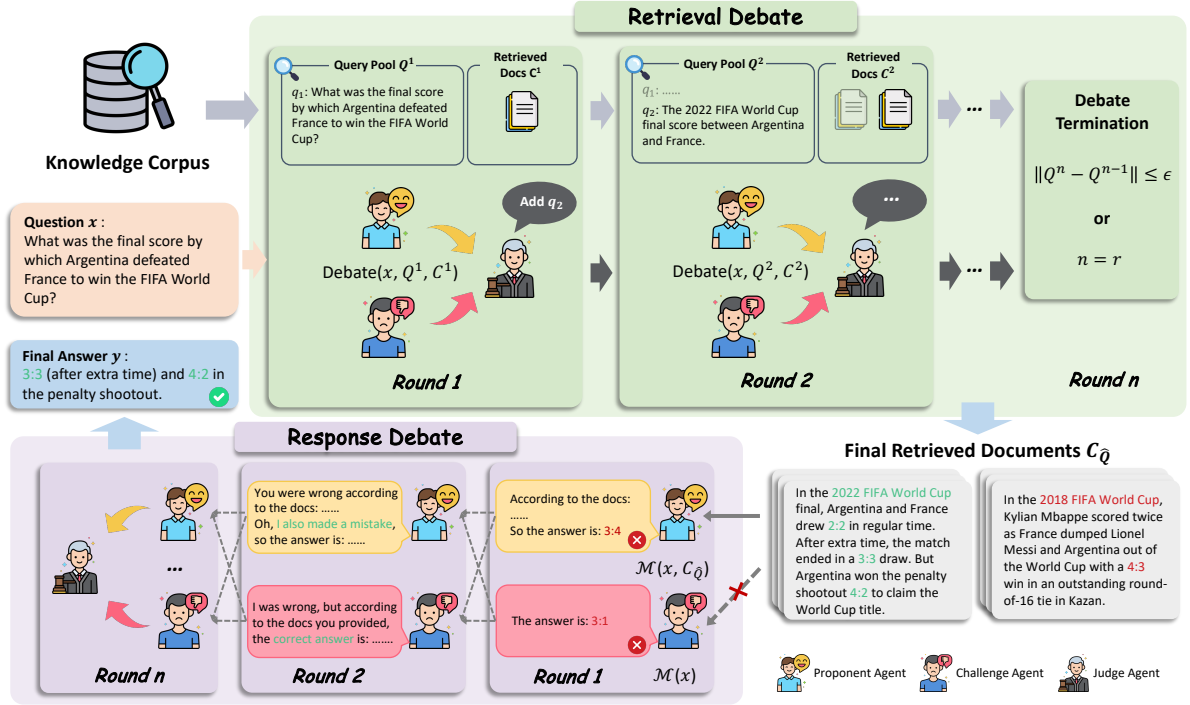 Retrieval Debate
Knowledge Corpus
Question x :
What was the final score by
which Argentina defeated
France to win the FIFA World
Cup?
Final Answer y :
3:3 (after extra time) and 4:2 in
the penalty shootout.
Query Pool Q¹
q₁: What was the final score
by which Argentina defeated
France to win the FIFA World
Cup?
Retrieved
Docs C¹
Add q₂
Debate(x, Q¹, C¹)
Round 1
Query Pool Q²
q₁: ......
q₂: The 2022 FIFA World Cup
final score between Argentina
and France.
Retrieved
Docs C²
...
Debate(x, Q², C²)
Round 2
...
...
Debate
Termination
‖Qⁿ − Qⁿ⁻¹‖ ≤ ϵ
or
n = r
Round n
Response Debate
...
Round n
You were wrong according
to the docs: ......
Oh, I also made a mistake,
so the answer is: ......
I was wrong, but according
to the docs you provided,
the correct answer is: .......
Round 2
According to the docs:
......
So the answer is: 3:4
ℳ(x, C_Q̂)
The answer is: 3:1
Round 1
ℳ(x)
Final Retrieved Documents C_Q̂
In the 2022 FIFA World Cup
final, Argentina and France
drew 2:2 in regular time.
After extra time, the match
ended in a 3:3 draw. But
Argentina won the penalty
shootout 4:2 to claim the
World Cup title.
In the 2018 FIFA World Cup,
Kylian Mbappe scored twice
as France dumped Lionel
Messi and Argentina out of
the World Cup with a 4:3
win in an outstanding round-
of-16 tie in Kazan.
Proponent Agent
Challenge Agent
Judge Agent